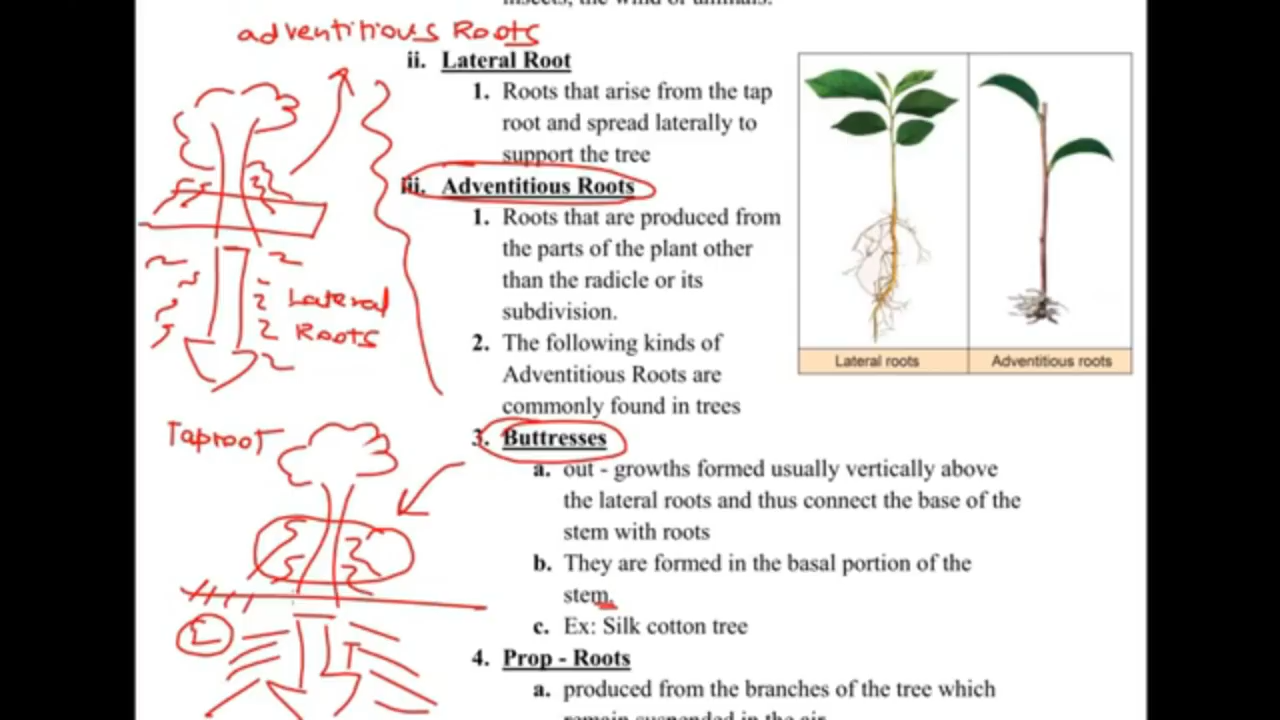 adventitious Roots
ii. Lateral Root
1. Roots that arise from the tap
root and spread laterally to
support the tree
iii. Adventitious Roots
1. Roots that are produced from
the parts of the plant other
than the radicle or its
subdivision.
2. The following kinds of
Adventitious Roots are
commonly found in trees
3. Buttresses
a. out - growths formed usually vertically above
the lateral roots and thus connect the base of the
stem with roots
b. They are formed in the basal portion of the
stem.
c. Ex: Silk cotton tree
4. Prop - Roots
a. produced from the branches of the tree which
Lateral roots
Adventitious roots
Lateral
Roots
Taproot